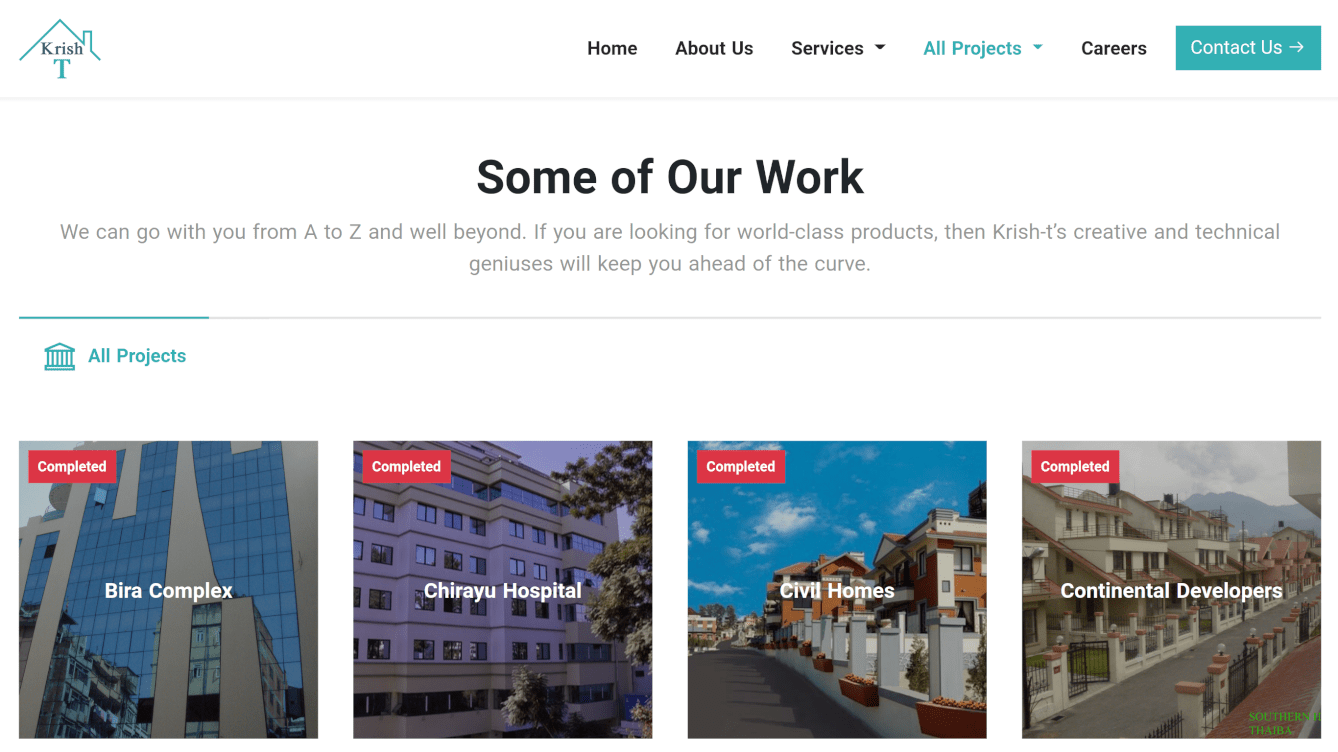 Krish
T
Home About Us Services All Projects Careers Contact Us →
Some of Our Work
We can go with you from A to Z and well beyond. If you are looking for world-class products, then Krish-t’s creative and technical
geniuses will keep you ahead of the curve.
All Projects
Completed Completed Completed Completed
Bira Complex Chirayu Hospital Civil Homes Continental Developers
THAIBA